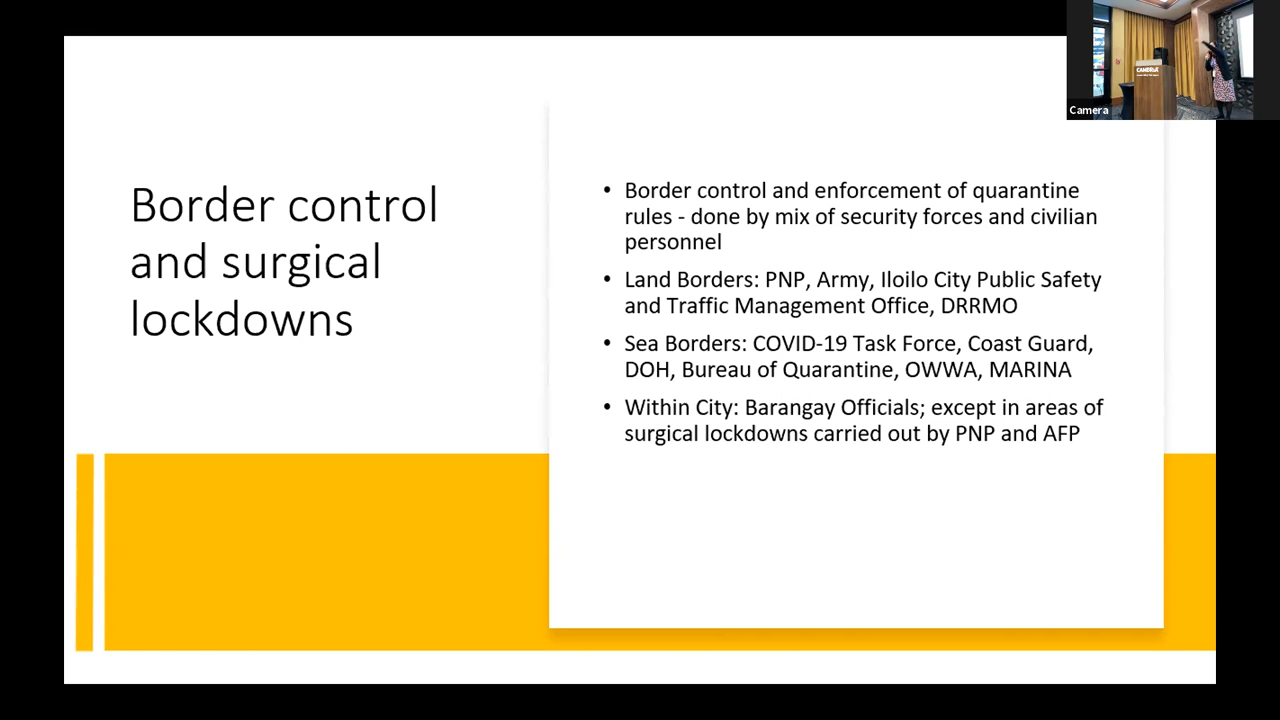 CAMBRIA
Camera
Border control
and surgical
lockdowns
• Border control and enforcement of quarantine
rules - done by mix of security forces and civilian
personnel
• Land Borders: PNP, Army, Iloilo City Public Safety
and Traffic Management Office, DRRMO
• Sea Borders: COVID-19 Task Force, Coast Guard,
DOH, Bureau of Quarantine, OWWA, MARINA
• Within City: Barangay Officials; except in areas of
surgical lockdowns carried out by PNP and AFP